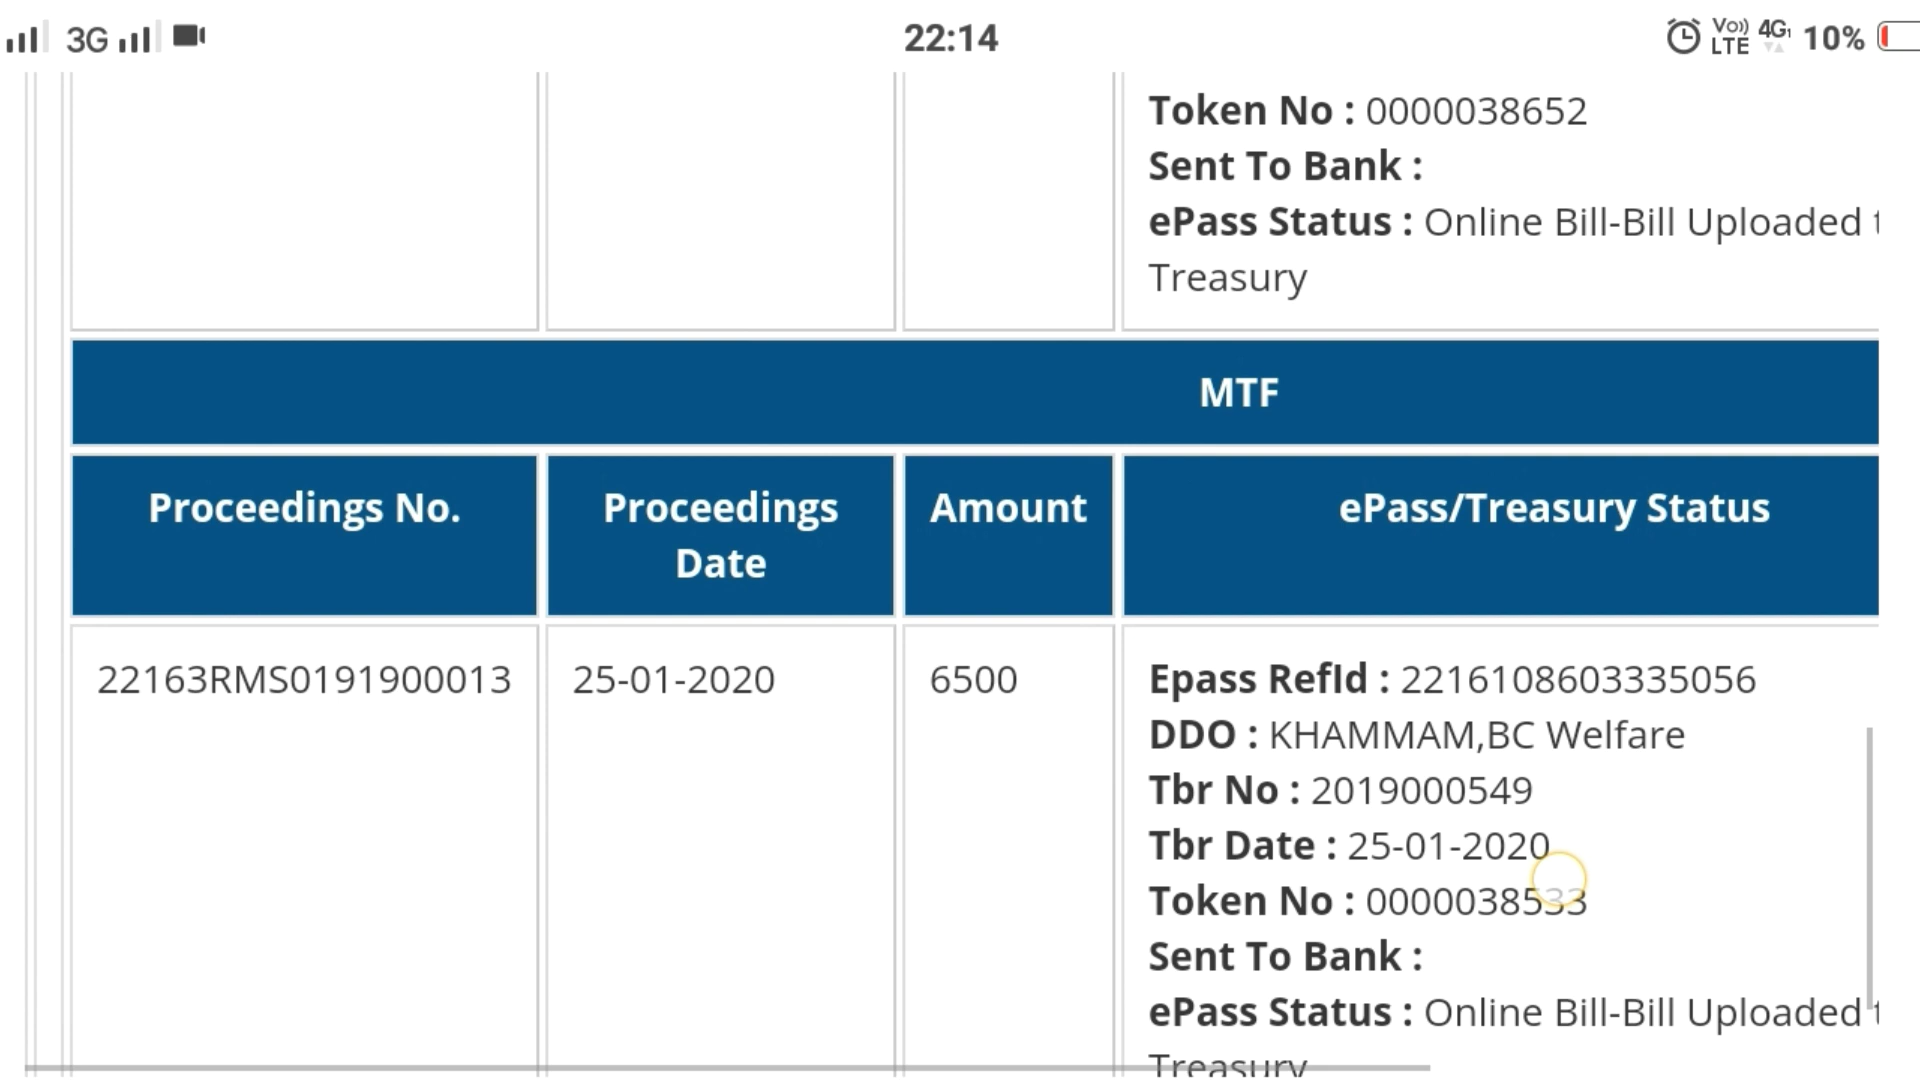 3G 22:14 Vo)) LTE 4G 10%
Token No : 0000038652
Sent To Bank :
ePass Status : Online Bill-Bill Uploaded
Treasury
MTF
Proceedings No. Proceedings Date Amount ePass/Treasury Status
22163RMS0191900013 25-01-2020 6500 Epass RefId : 2216108603335056
DDO : KHAMMAM,BC Welfare
Tbr No : 2019000549
Tbr Date : 25-01-2020
Token No : 0000038533
Sent To Bank :
ePass Status : Online Bill-Bill Uploaded
Treasury